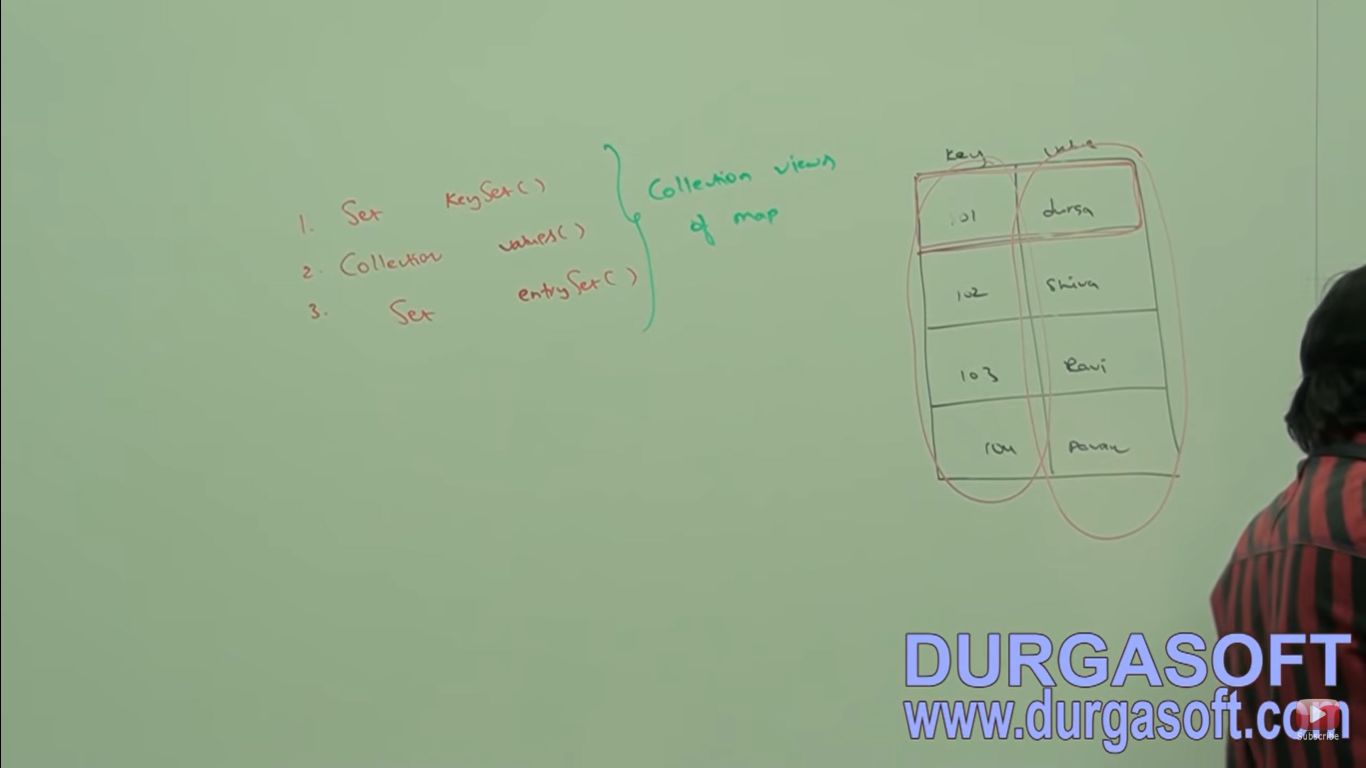 1. Set keySet()
2. Collection values()
3. Set entrySet()
Collection views
of map
key value
101 durga
102 Shiva
103 Ravi
104 Pavan
DURGASOFT
www.durgasoft.com
Subscribe